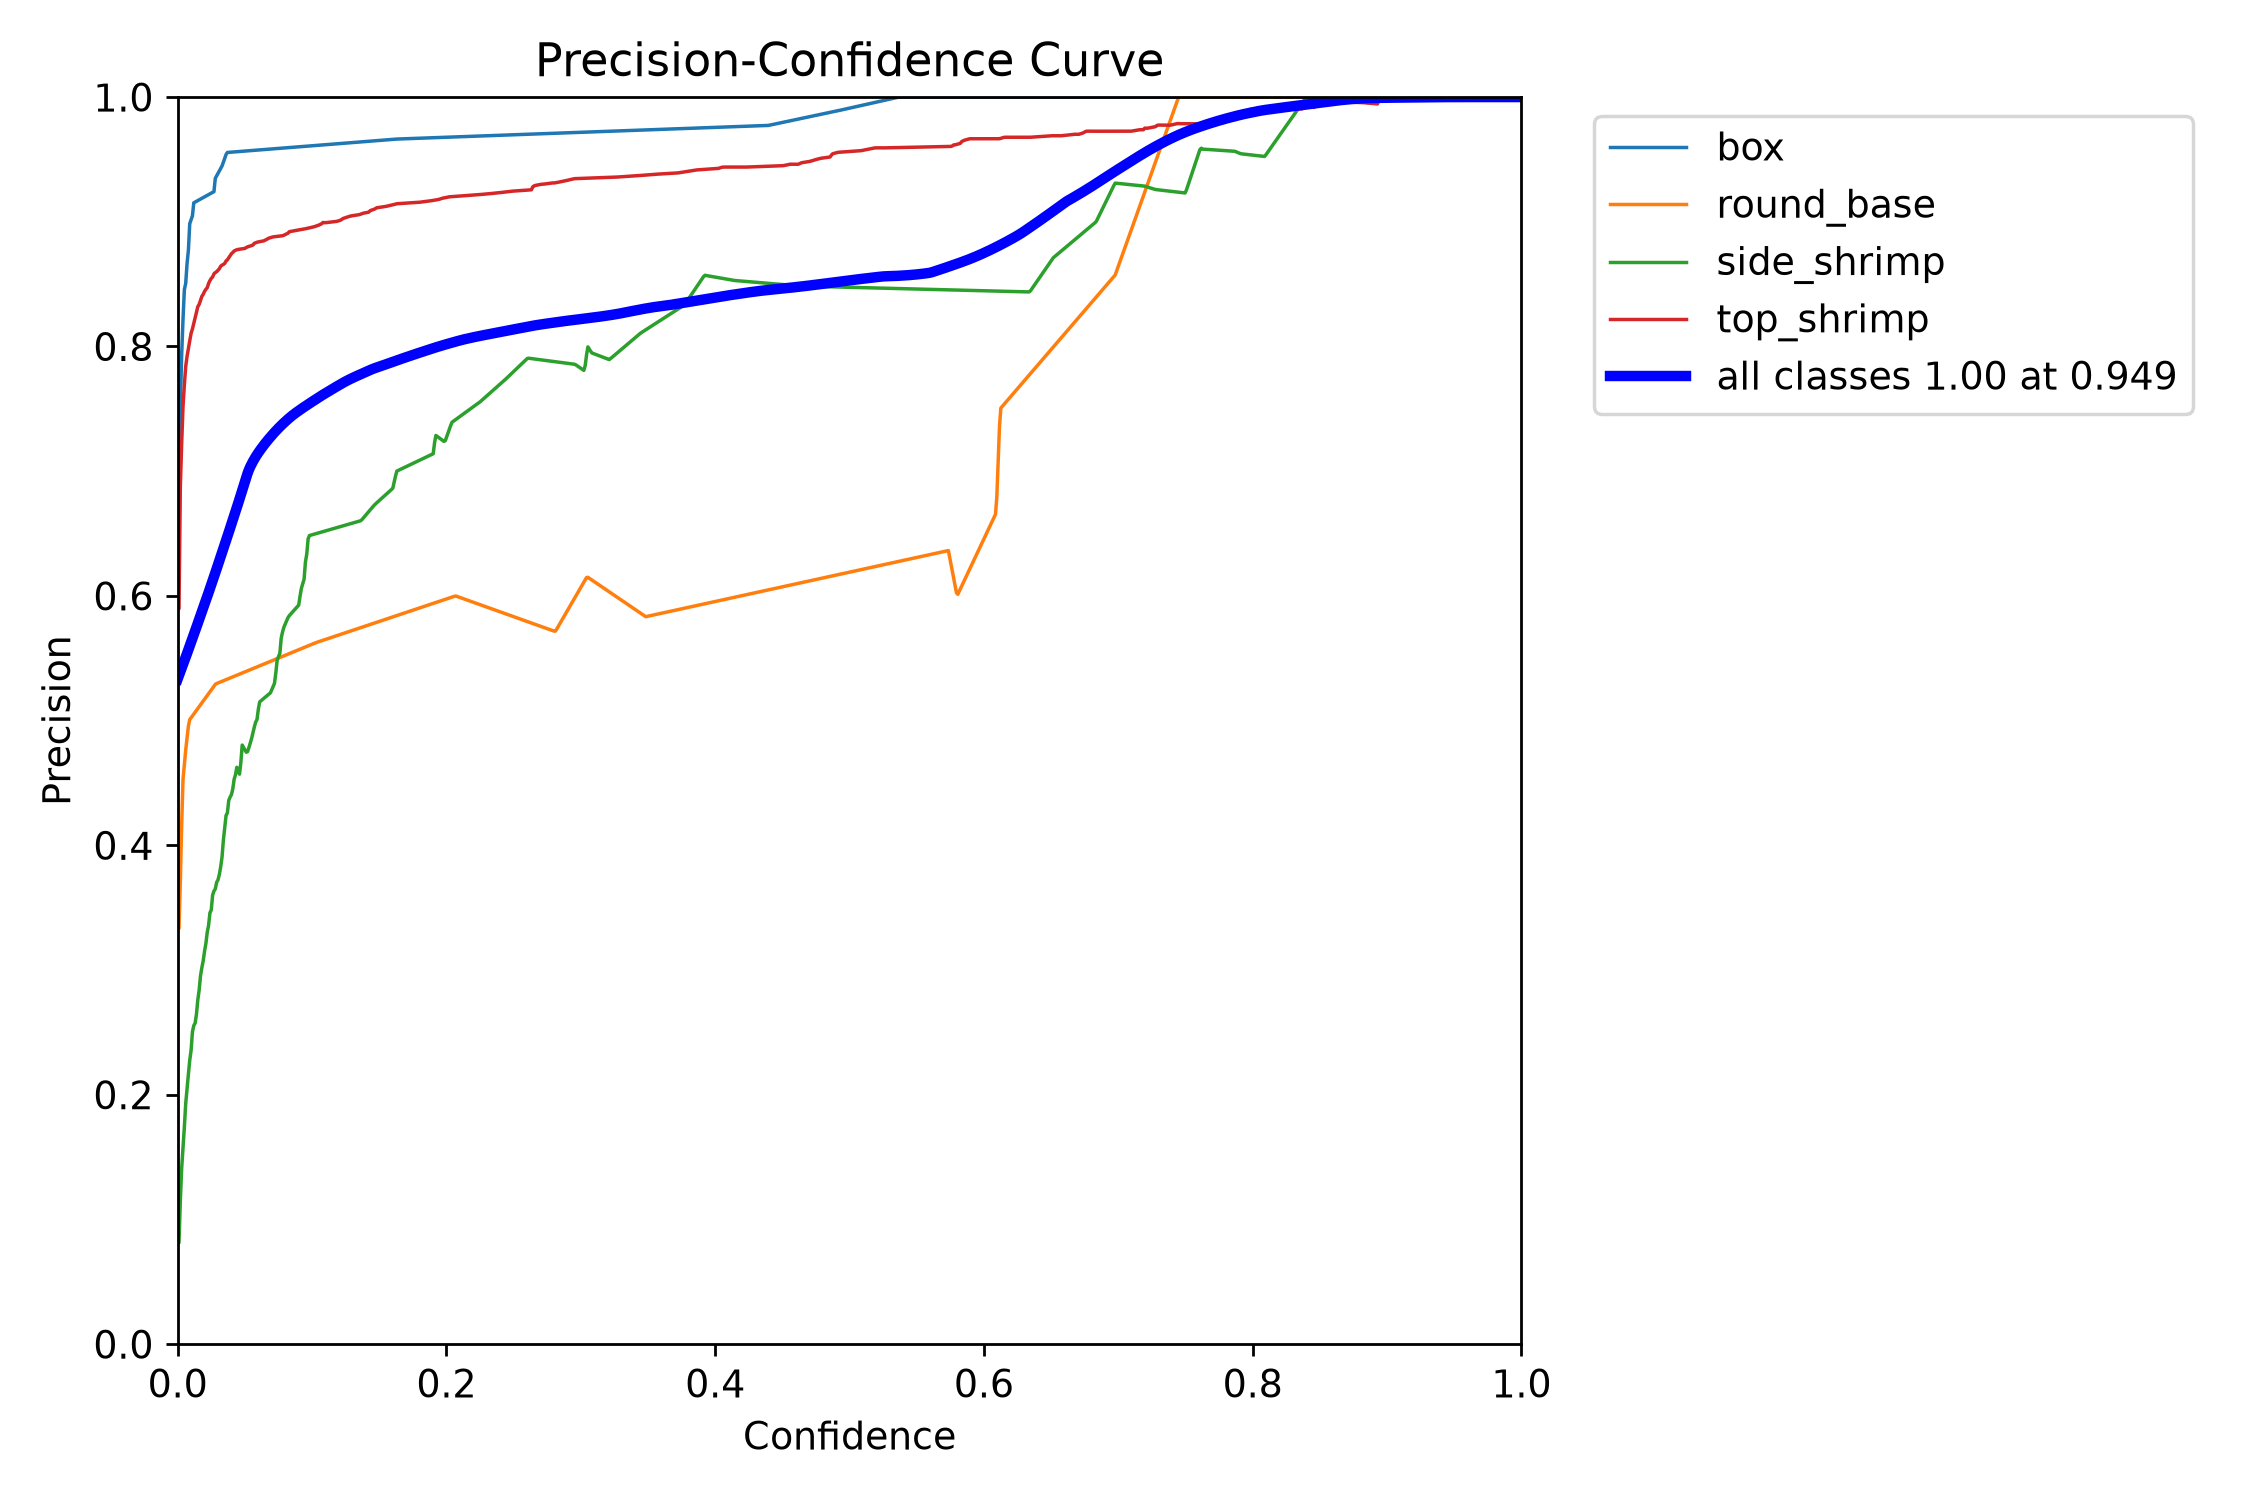 Precision-Confidence Curve
1.0
0.8
0.6
0.4
0.2
0.0
Precision
0.0 0.2 0.4 0.6 0.8 1.0
Confidence
box
round_base
side_shrimp
top_shrimp
all classes 1.00 at 0.949